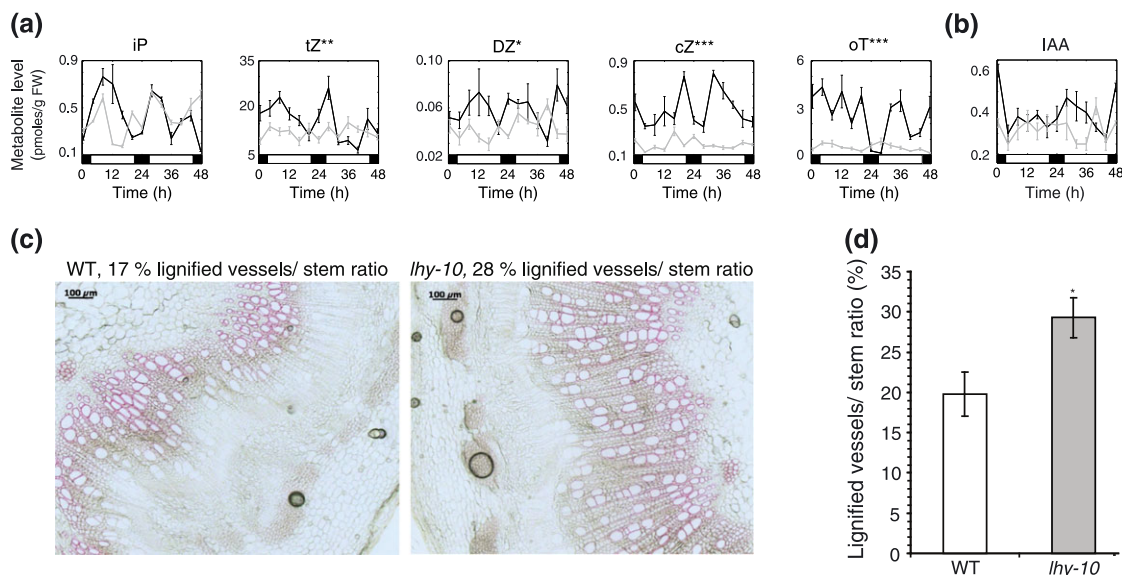 (a)
(b)
iP
tZ**
DZ*
cZ***
oT***
IAA
Metabolite level
(pmoles/g FW)
0.9
0.5
0.1
35
20
5
0.10
0.06
0.02
0.9
0.5
0.1
6
3
0
0.6
0.4
0.2
0 12 24 36 48
0 12 24 36 48
0 12 24 36 48
0 12 24 36 48
0 12 24 36 48
0 12 24 36 48
Time (h)
Time (h)
Time (h)
Time (h)
Time (h)
Time (h)
(c)
WT, 17 % lignified vessels/ stem ratio
lhy-10, 28 % lignified vessels/ stem ratio
100 µm
100 µm
(d)
Lignified vessels/ stem ratio (%)
35
30
25
20
15
10
5
0
*
WT
lhy-10